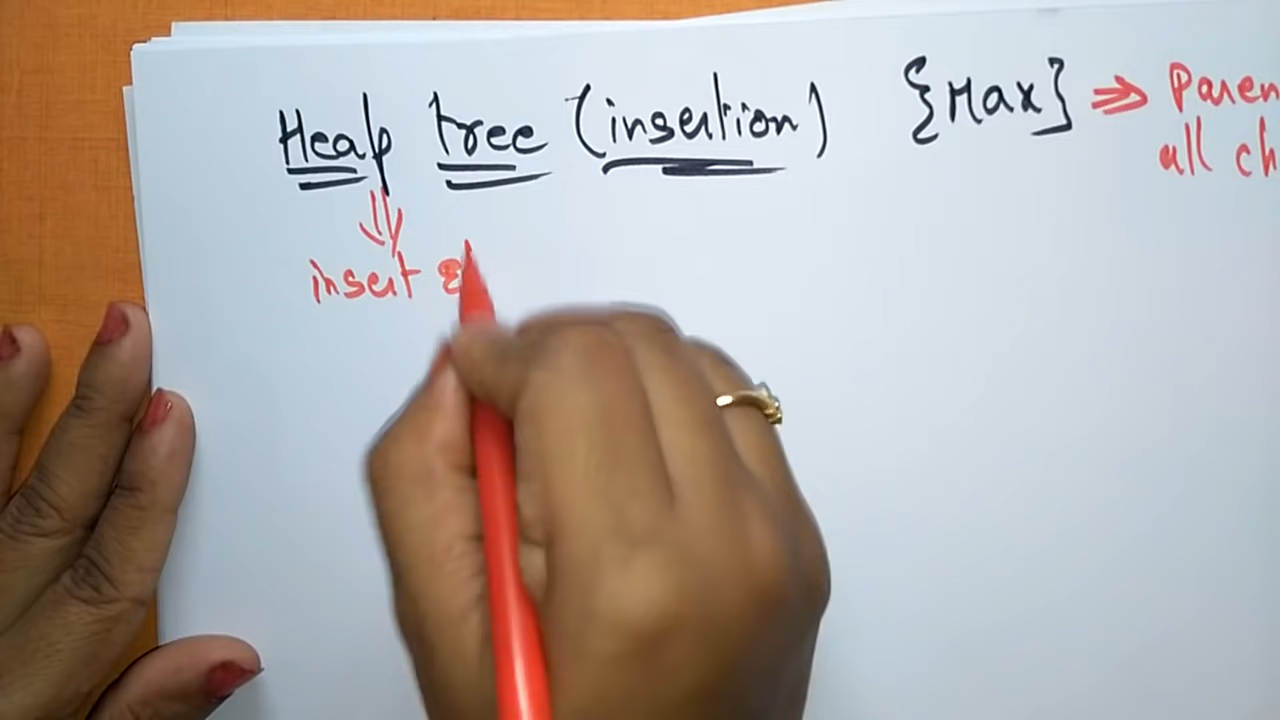 Heap tree (insertion) {Max} ⇒ Paren
all ch
⇓
insert